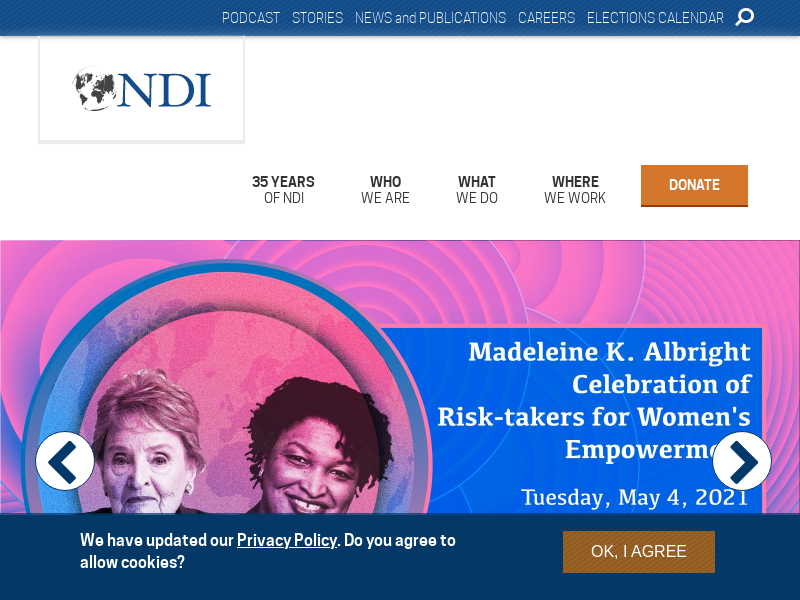 PODCAST STORIES NEWS and PUBLICATIONS CAREERS ELECTIONS CALENDAR
NDI
35 YEARS
OF NDI
WHO
WE ARE
WHAT
WE DO
WHERE
WE WORK
DONATE
Madeleine K. Albright
Celebration of
Risk-takers for Women's
Tuesday, May 4, 2021
We have updated our Privacy Policy. Do you agree to
allow cookies?
OK, I AGREE